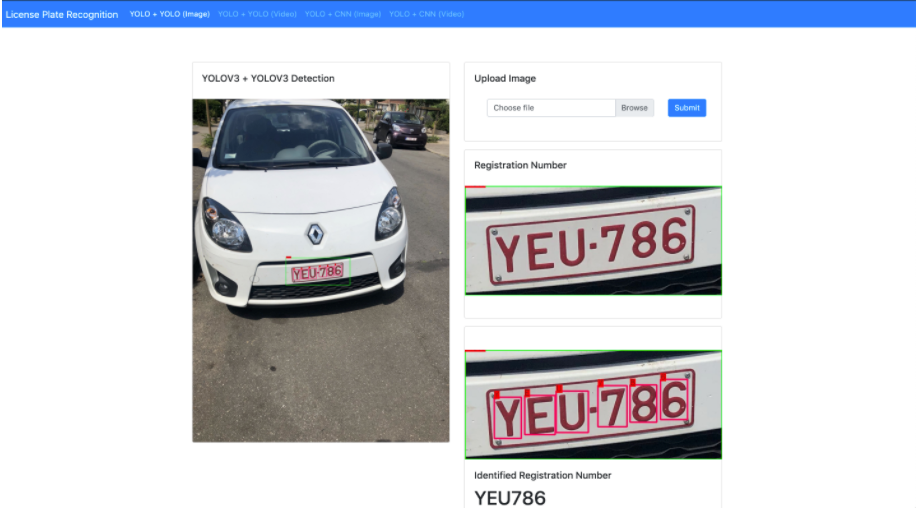 License Plate Recognition YOLO + YOLO (Image) YOLO + YOLO (Video) YOLO + CNN (Image) YOLO + CNN (Video)
YOLOV3 + YOLOV3 Detection
YEU-786
Upload Image
Choose file Browse Submit
Registration Number
YEU-786
YEU-786
Identified Registration Number
YEU786